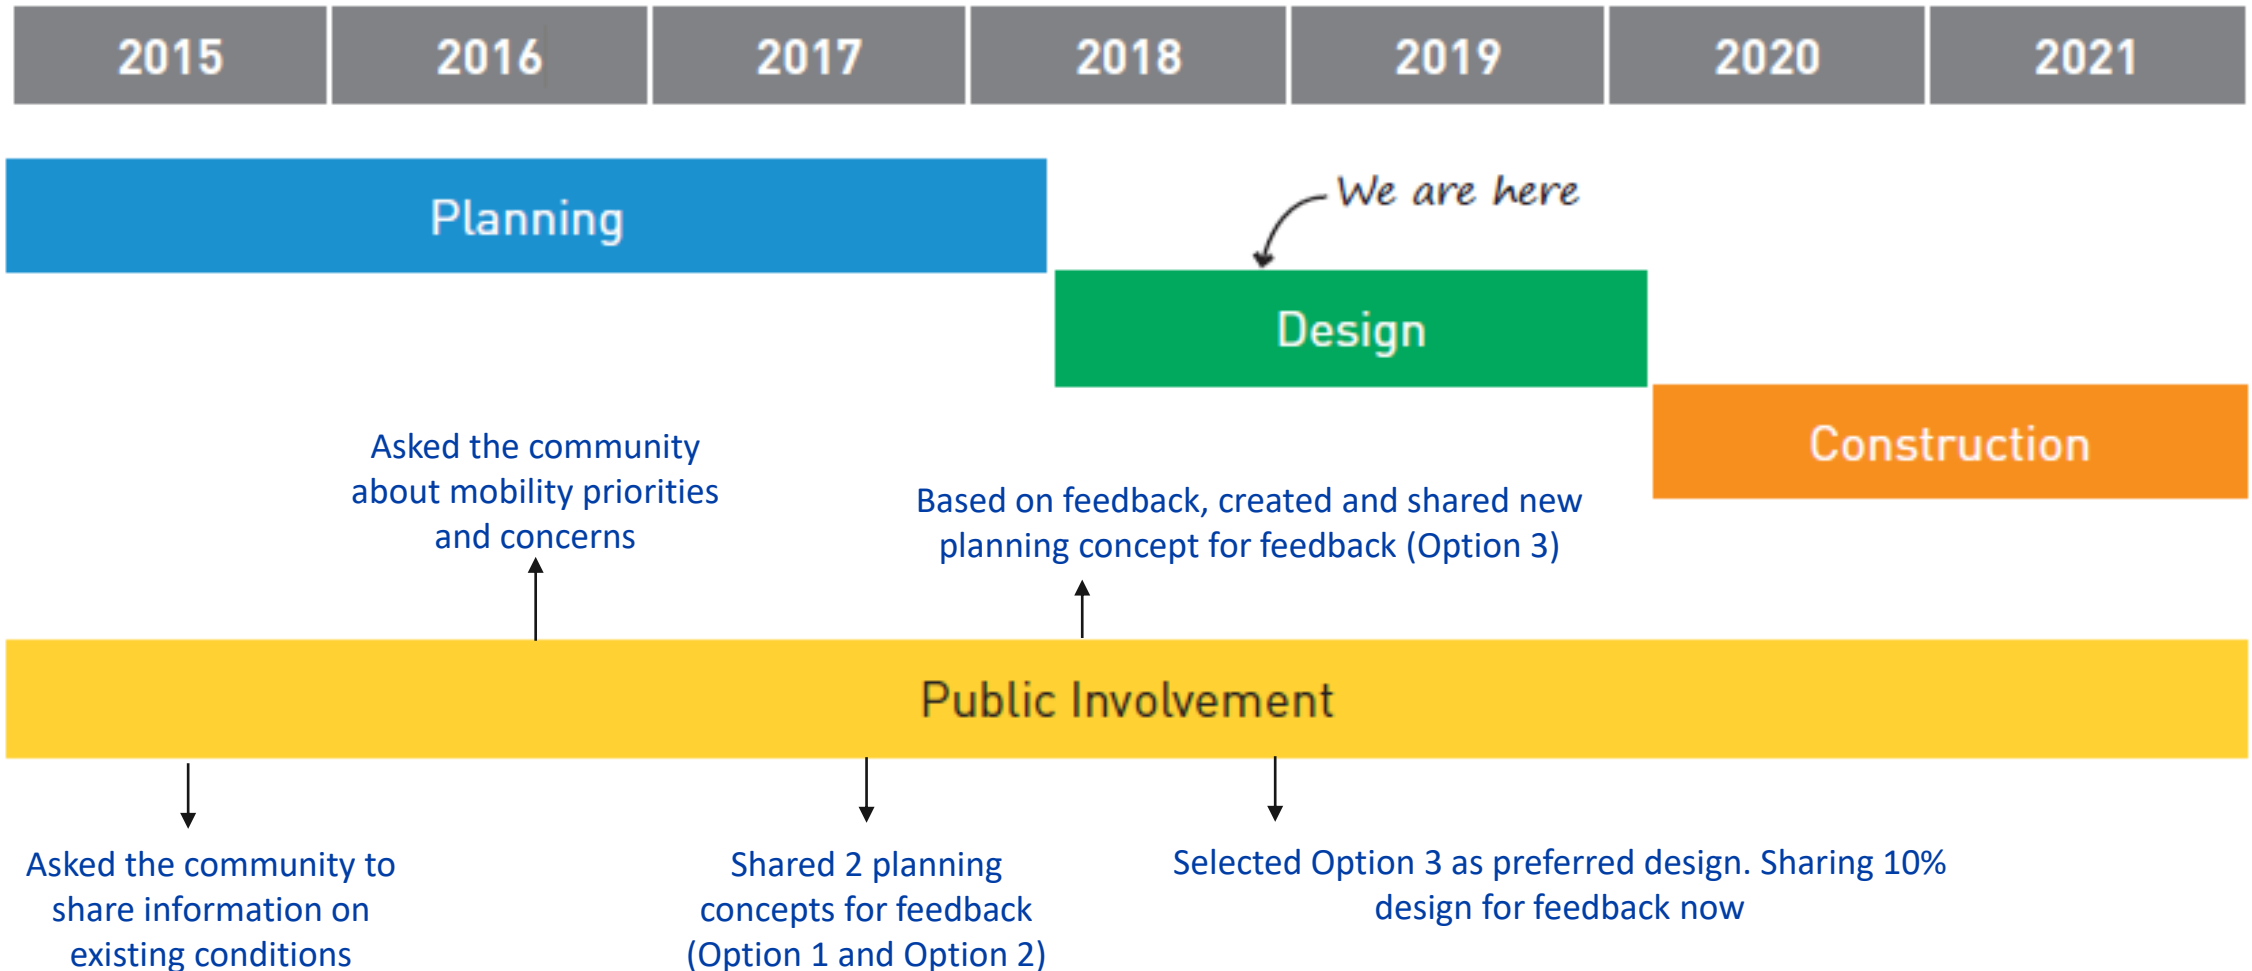 2015 2016 2017 2018 2019 2020 2021
Planning
We are here
Design
Construction
Asked the community
about mobility priorities
and concerns
Based on feedback, created and shared new
planning concept for feedback (Option 3)
Public Involvement
Asked the community to
share information on
existing conditions
Shared 2 planning
concepts for feedback
(Option 1 and Option 2)
Selected Option 3 as preferred design. Sharing 10%
design for feedback now